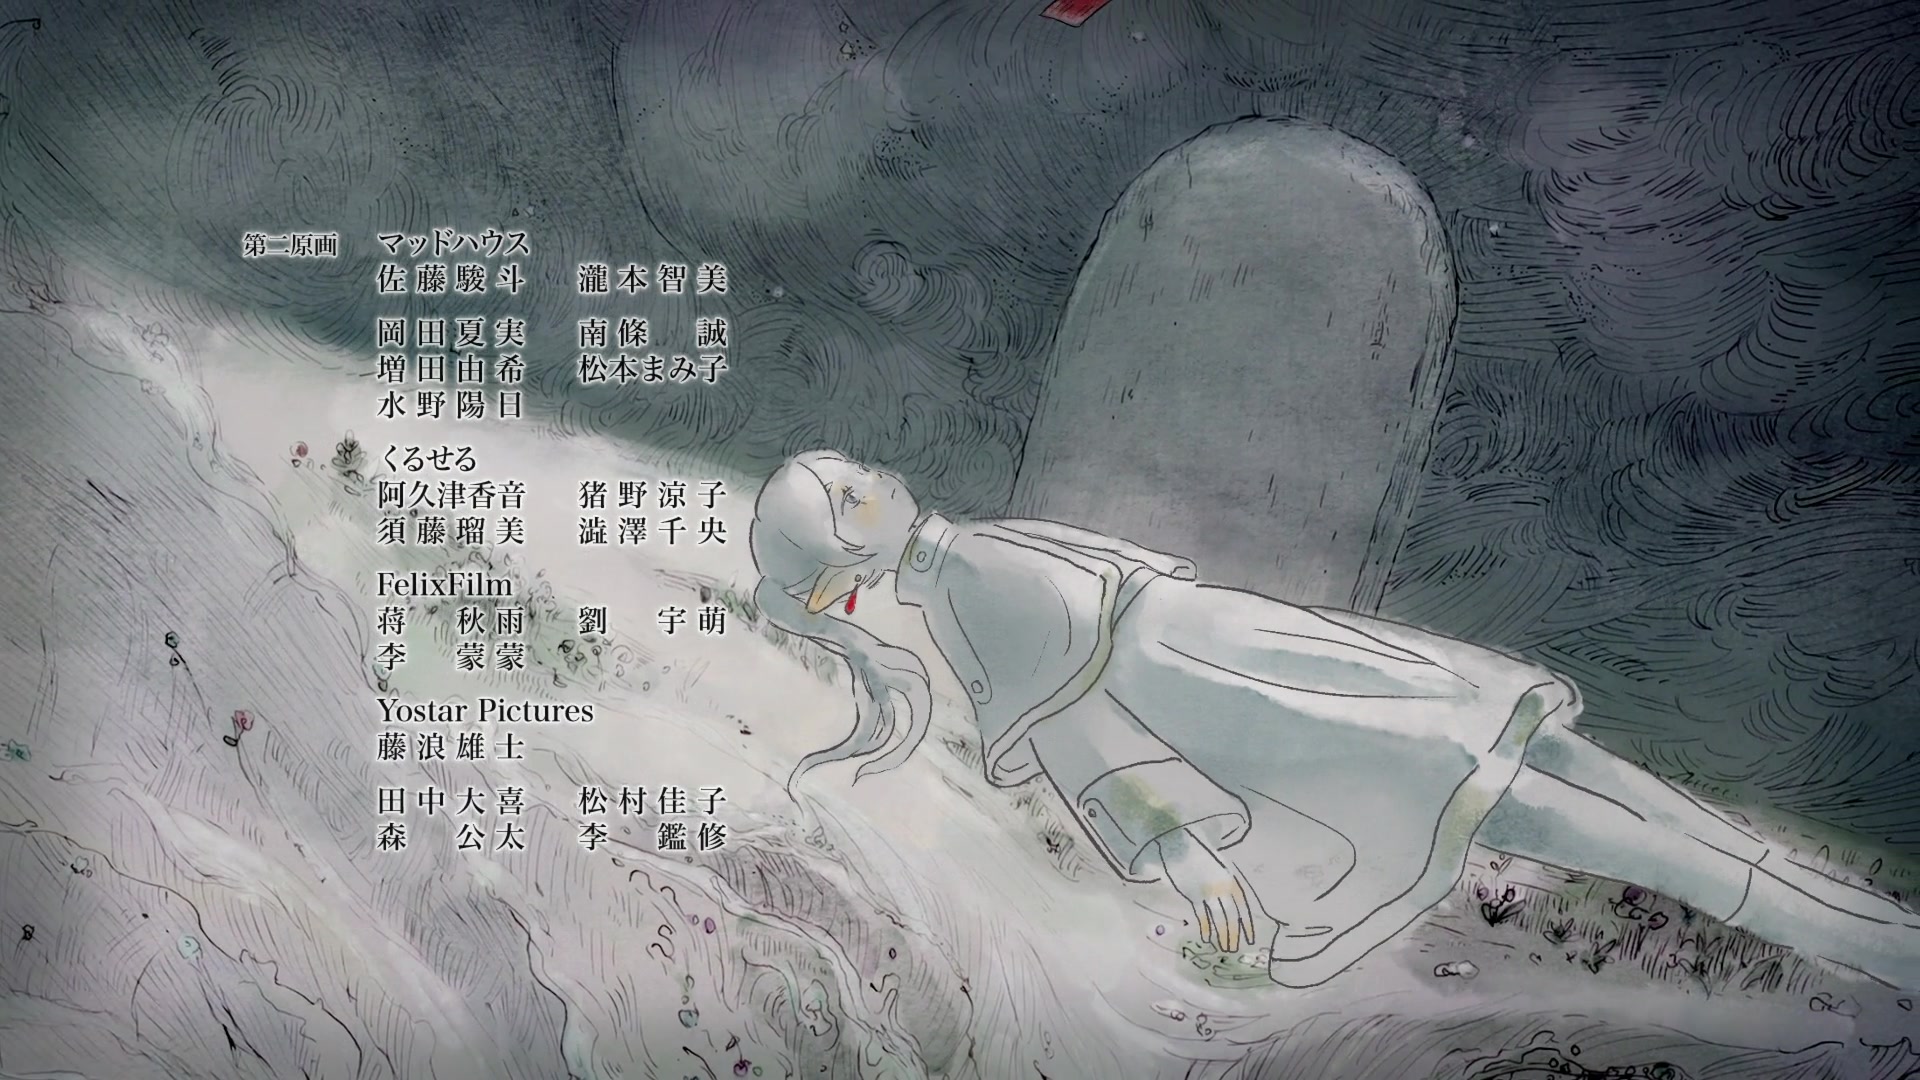 第二原画 マッドハウス
佐藤駿斗 瀧本智美
岡田夏実 南條誠
増田由希 松本まみ子
水野陽日
くるせる
阿久津香音 猪野涼子
須藤瑠美 澁澤千央
FelixFilm
蒋秋雨 劉宇萌
李蒙蒙
Yostar Pictures
藤浪雄士
田中大喜 松村佳子
森公太 李鑑修